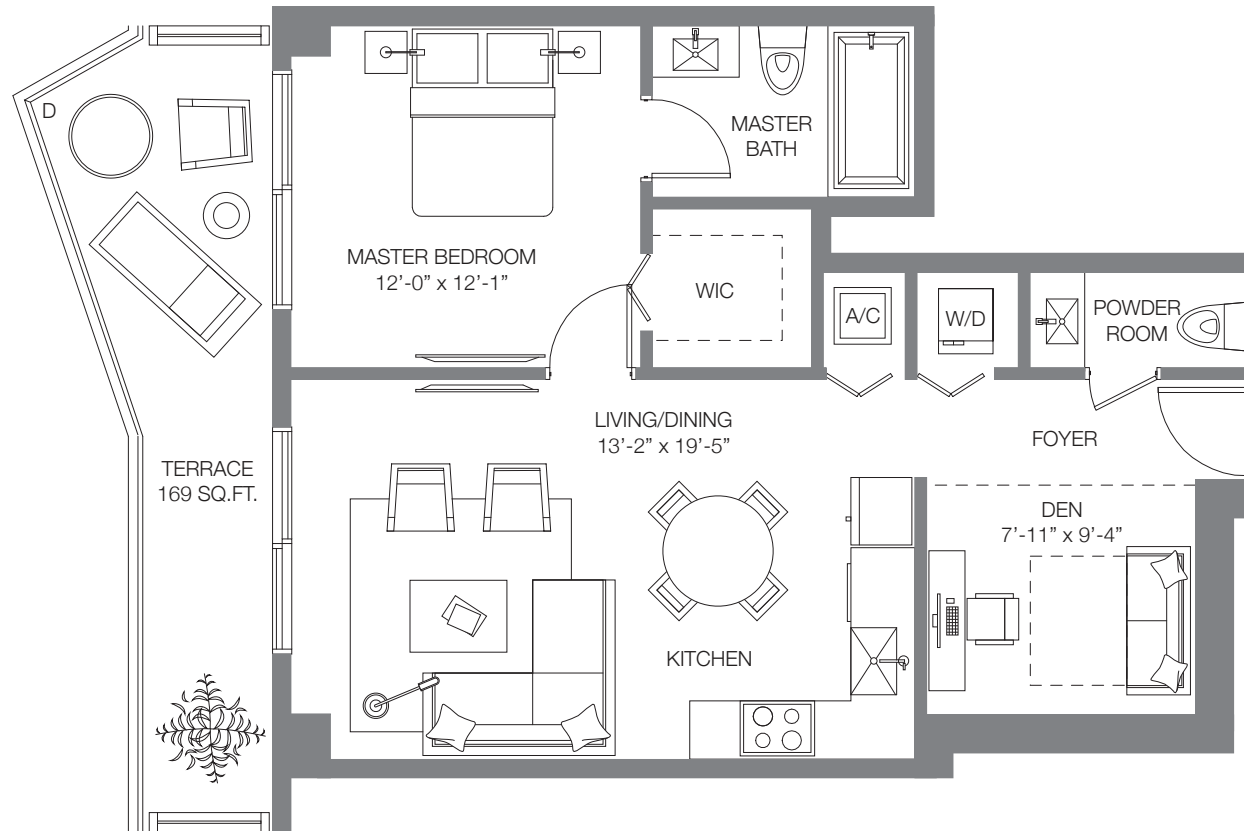 D
MASTER
BATH
MASTER BEDROOM
12’-0” x 12’-1”
WIC
A/C
W/D
POWDER
ROOM
LIVING/DINING
13’-2” x 19’-5”
FOYER
TERRACE
169 SQ.FT.
DEN
7’-11” x 9’-4”
KITCHEN